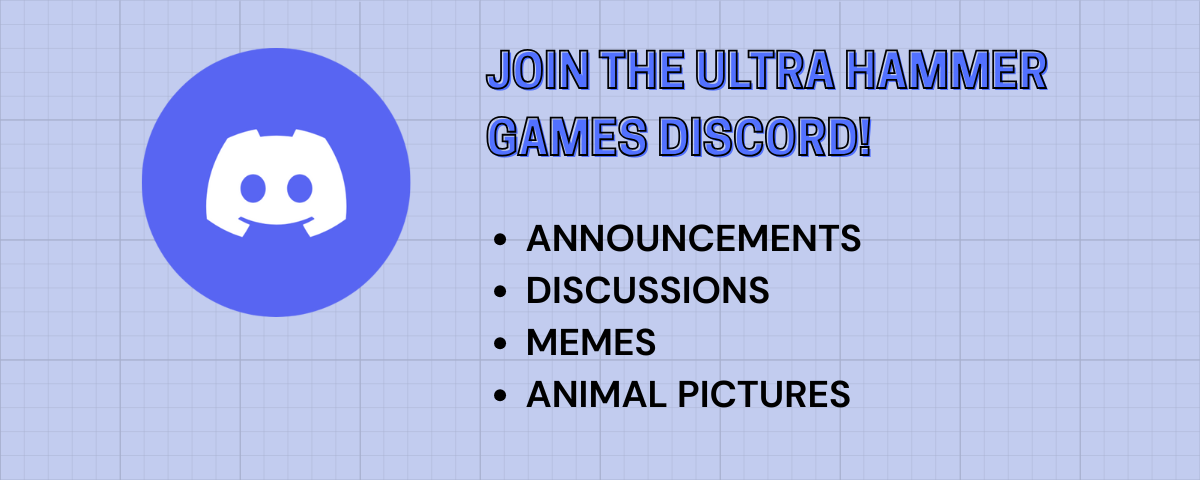 JOIN THE ULTRA HAMMER
GAMES DISCORD!
• ANNOUNCEMENTS
• DISCUSSIONS
• MEMES
• ANIMAL PICTURES